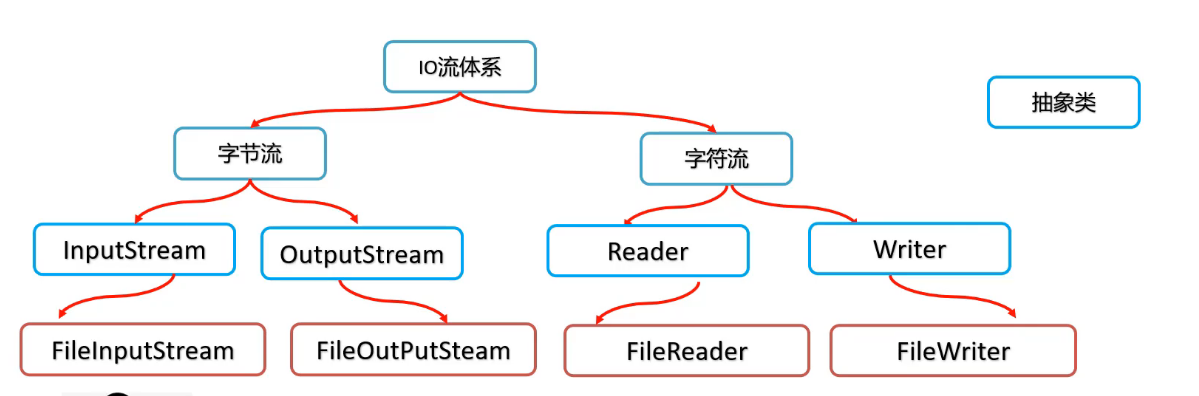 IO流体系
抽象类
字节流
字符流
InputStream
OutputStream
Reader
Writer
FileInputStream
FileOutPutSteam
FileReader
FileWriter